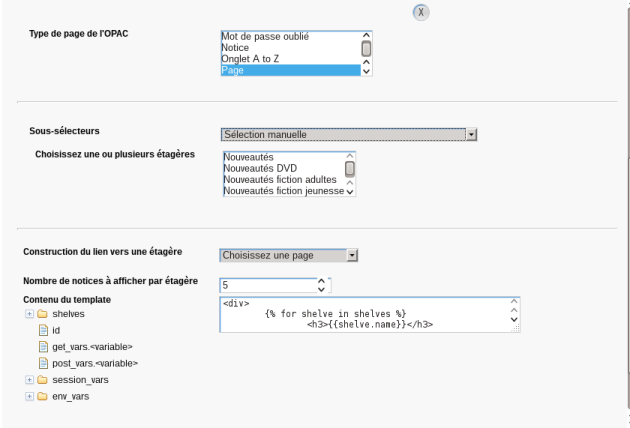 X
Type de page de l'OPAC
Mot de passe oublié
Notice
Onglet A to Z
Page
Sous-sélecteurs
Sélection manuelle
Choisissez une ou plusieurs étagères
Nouveautés
Nouveautés DVD
Nouveautés fiction adultes
Nouveautés fiction jeunesse
Construction du lien vers une étagère
Choisissez une page
Nombre de notices à afficher par étagère
5
Contenu du template
<div>
{% for shelve in shelves %}
<h3>{{shelve.name}}</h3>
shelves
id
get_vars.<variable>
post_vars.<variable>
session_vars
env_vars